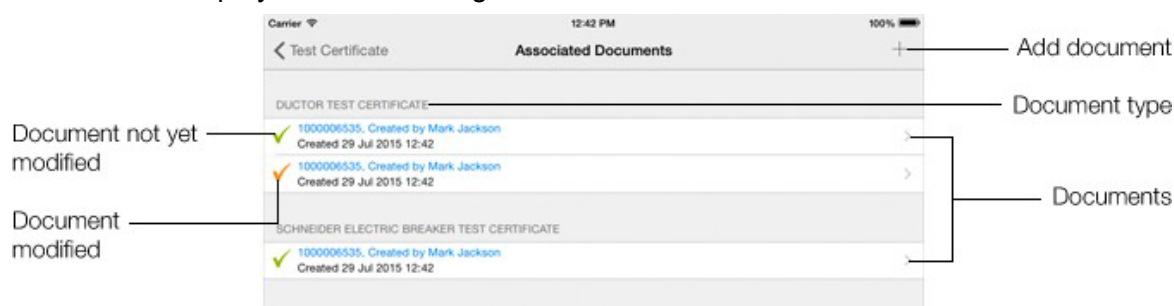 Carrier 12:42 PM 100%
Test Certificate Associated Documents
Add document
DUCTOR TEST CERTIFICATE
Document type
Document not yet
modified
1000006535, Created by Mark Jackson
Created 29 Jul 2015 12:42
1000006535, Created by Mark Jackson
Created 29 Jul 2015 12:42
Documents
Document
modified
SCHNEIDER ELECTRIC BREAKER TEST CERTIFICATE
1000006535, Created by Mark Jackson
Created 29 Jul 2015 12:42